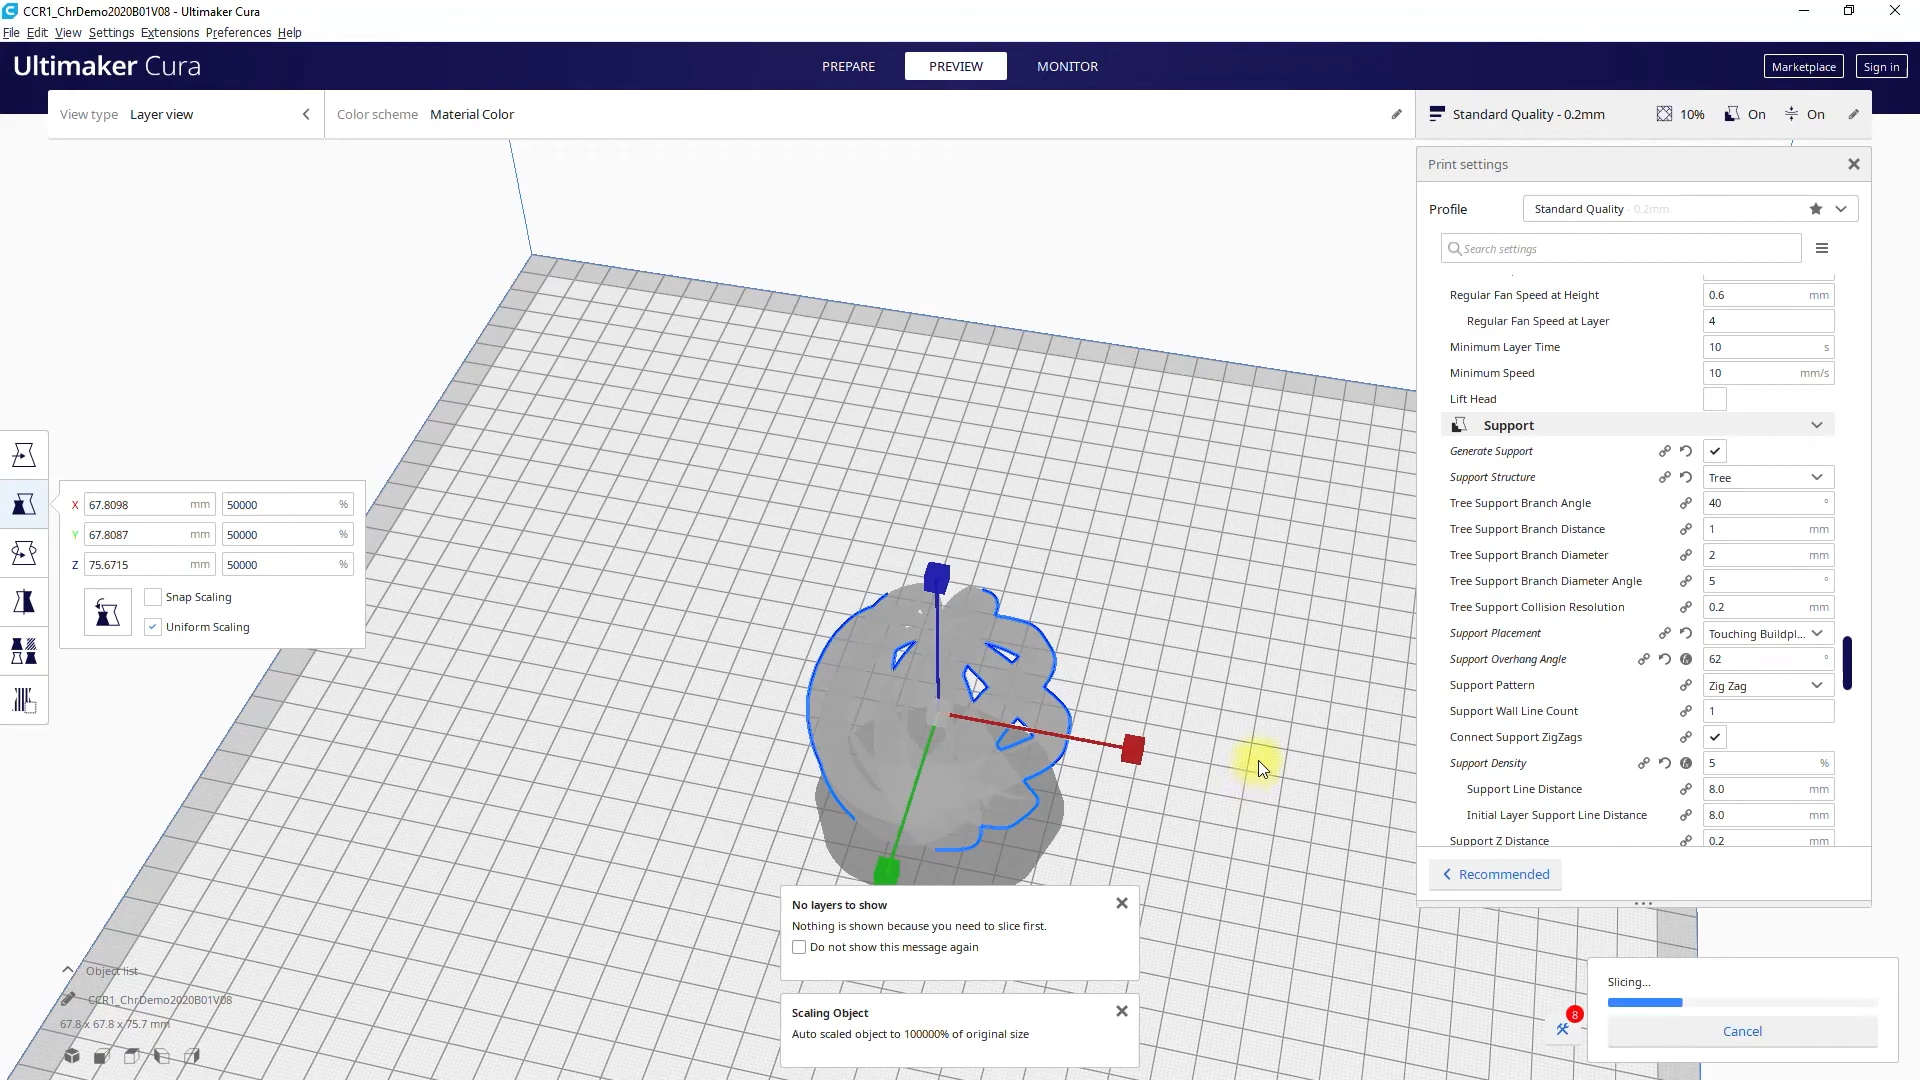 CCR1_ChrDemo2020B01V08 - Ultimaker Cura
File Edit View Settings Extensions Preferences Help
Ultimaker Cura
PREPARE
PREVIEW
MONITOR
Marketplace
Sign in
View type Layer view
Color scheme Material Color
Standard Quality - 0.2mm
10%
On
On
Print settings
Profile
Standard Quality - 0.2mm
Search settings
Regular Fan Speed at Height 0.6 mm
Regular Fan Speed at Layer 4
Minimum Layer Time 10 s
Minimum Speed 10 mm/s
Lift Head
Support
Generate Support
Support Structure Tree
Tree Support Branch Angle 40 °
Tree Support Branch Distance 1 mm
Tree Support Branch Diameter 2 mm
Tree Support Branch Diameter Angle 5 °
Tree Support Collision Resolution 0.2 mm
Support Placement Touching Buildpl...
Support Overhang Angle 62 °
Support Pattern Zig Zag
Support Wall Line Count 1
Connect Support ZigZags
Support Density 5 %
Support Line Distance 8.0 mm
Initial Layer Support Line Distance 8.0 mm
Support Z Distance 0.2 mm
Recommended
X 67.8098 mm 50000 %
Y 67.8087 mm 50000 %
Z 75.6715 mm 50000 %
Snap Scaling
Uniform Scaling
No layers to show
Nothing is shown because you need to slice first.
Do not show this message again
Scaling Object
Auto scaled object to 100000% of original size
Object list
CCR1_ChrDemo2020B01V08
67.8 x 67.8 x 75.7 mm
8
Slicing...
Cancel